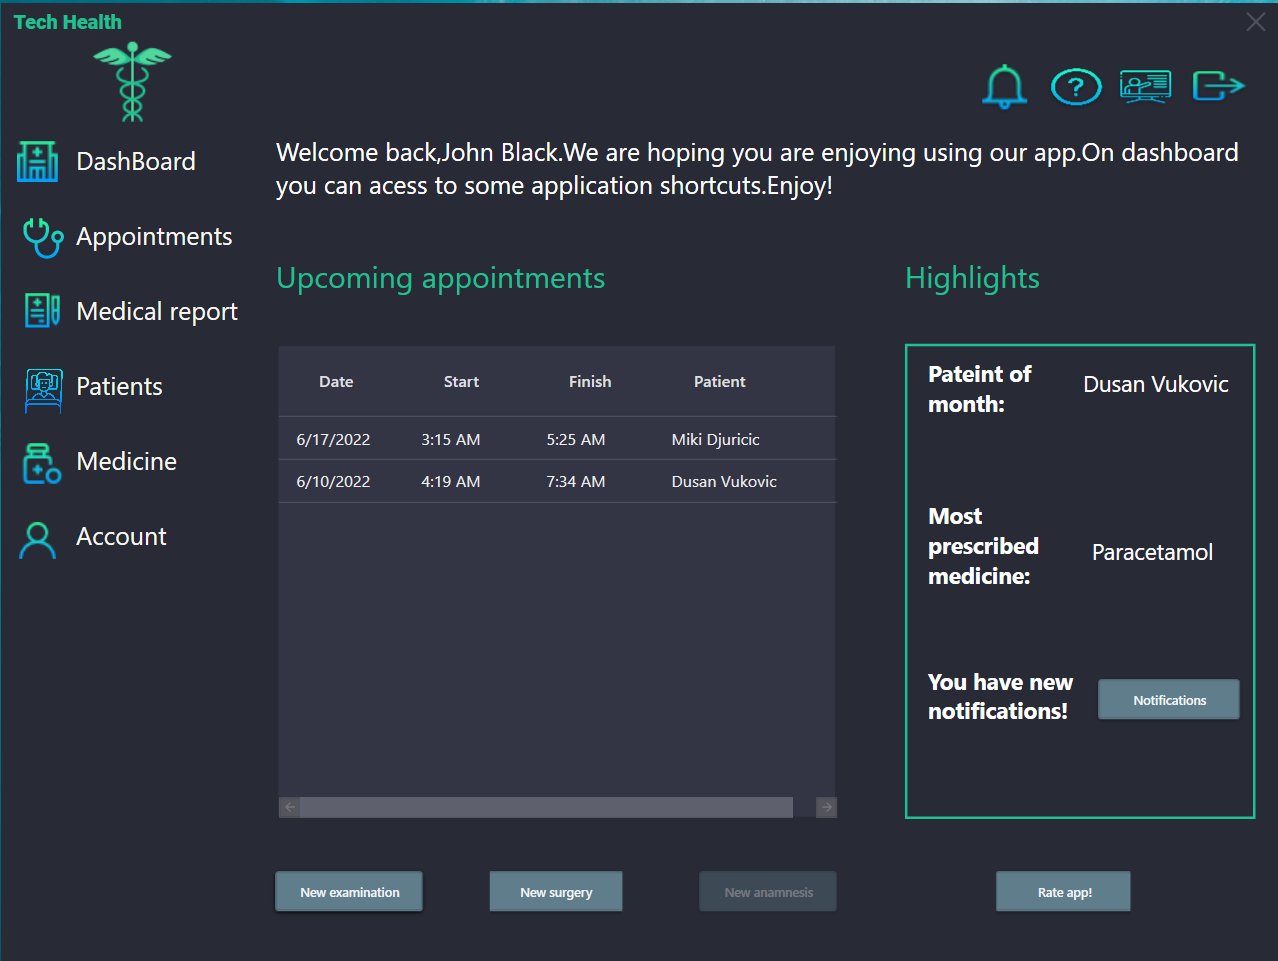 Tech Health
?
DashBoard
Appointments
Medical report
Patients
Medicine
Account
Welcome back,John Black.We are hoping you are enjoying using our app.On dashboard
you can acess to some application shortcuts.Enjoy!
Upcoming appointments
Date Start Finish Patient
6/17/2022 3:15 AM 5:25 AM Miki Djuricic
6/10/2022 4:19 AM 7:34 AM Dusan Vukovic
New examination
New surgery
New anamnesis
Highlights
Pateint of
month:
Dusan Vukovic
Most
prescribed
medicine:
Paracetamol
You have new
notifications!
Notifications
Rate app!